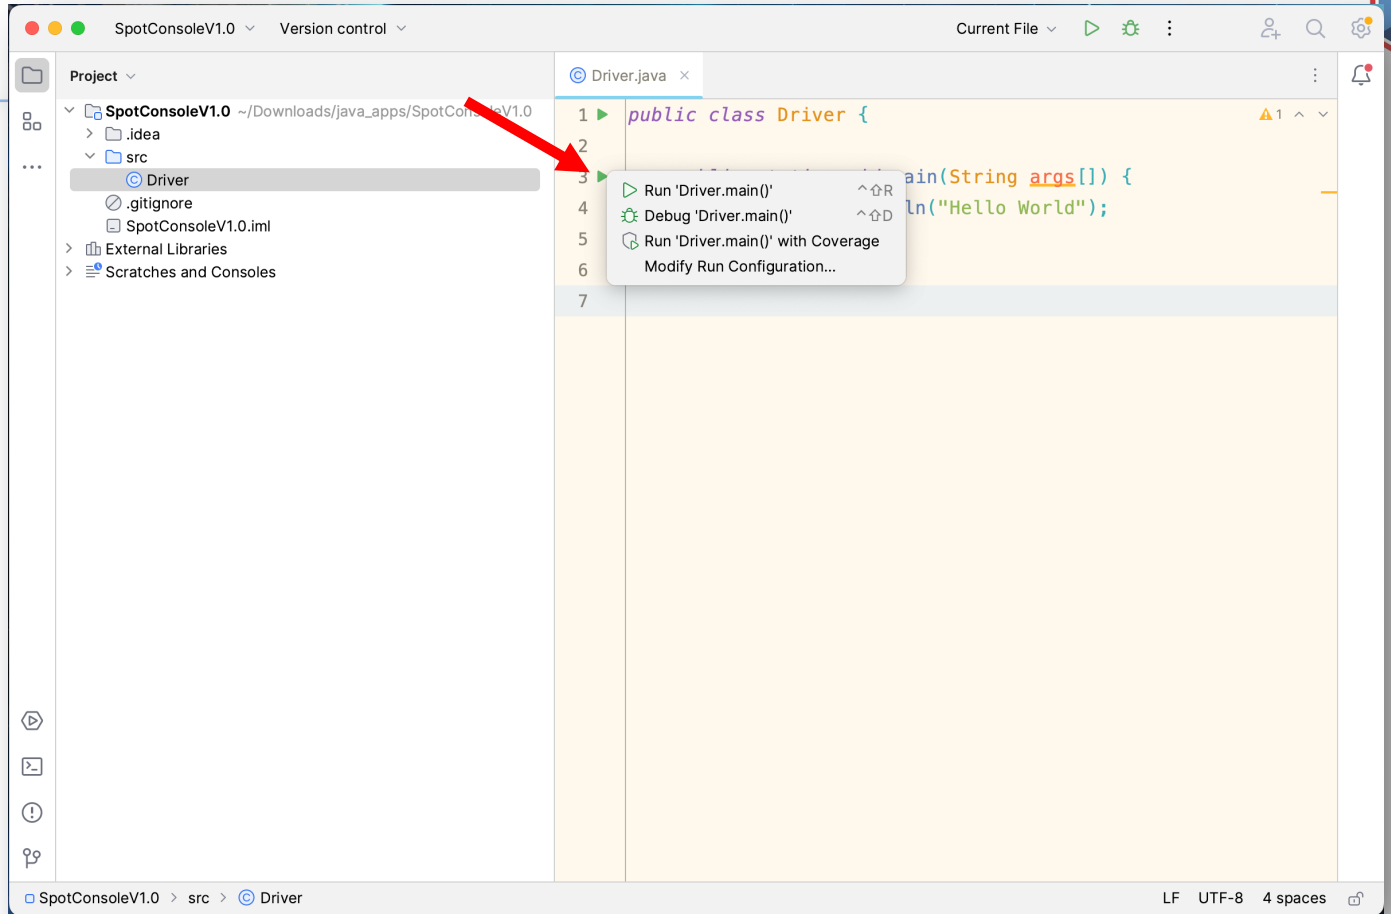 SpotConsoleV1.0 Version control Current File
Project
Driver.java
SpotConsoleV1.0 ~/Downloads/java_apps/SpotCon eV1.0
.idea
src
Driver
.gitignore
SpotConsoleV1.0.iml
External Libraries
Scratches and Consoles
1 public class Driver {
1
2
3 ain(String args[]) {
4 ln("Hello World");
5
6
7
Run 'Driver.main()' ^⇧R
Debug 'Driver.main()' ^⇧D
Run 'Driver.main()' with Coverage
Modify Run Configuration...
SpotConsoleV1.0 > src > Driver LF UTF-8 4 spaces